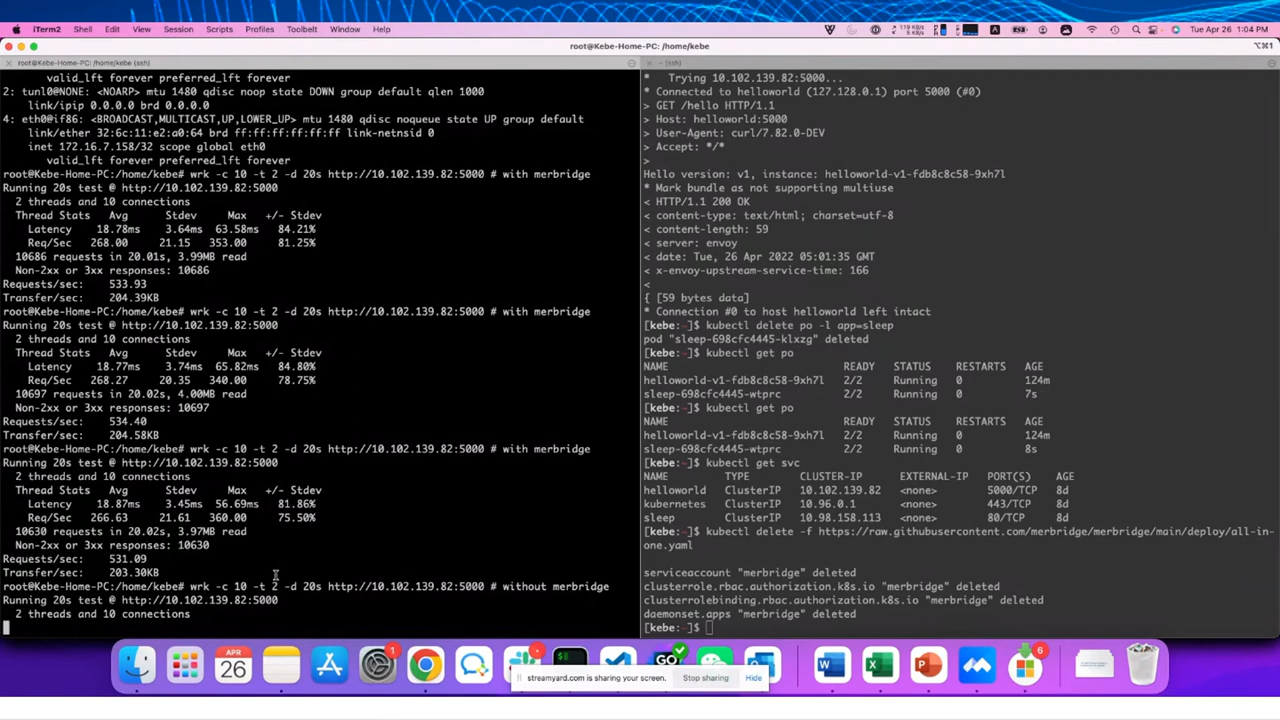 iTerm2 Shell Edit View Session Scripts Profiles Toolbelt Window Help
119 KB
5 KB
A
Tue Apr 26 1:04 PM
root@Kebe-Home-PC: /home/kebe
⌥⌘1
root@Kebe-Home-PC: /home/kebe (ssh)
valid_lft forever preferred_lft forever
2: tunl0@NONE: <NOARP> mtu 1480 qdisc noop state DOWN group default qlen 1000
link/ipip 0.0.0.0 brd 0.0.0.0
4: eth0@if86: <BROADCAST,MULTICAST,UP,LOWER_UP> mtu 1480 qdisc noqueue state UP group default
link/ether 32:6c:11:e2:a0:64 brd ff:ff:ff:ff:ff:ff link-netnsid 0
inet 172.16.7.158/32 scope global eth0
valid_lft forever preferred_lft forever
root@Kebe-Home-PC:/home/kebe# wrk -c 10 -t 2 -d 20s http://10.102.139.82:5000 # with merbridge
Running 20s test @ http://10.102.139.82:5000
2 threads and 10 connections
Thread Stats Avg Stdev Max +/- Stdev
Latency 18.78ms 3.64ms 63.58ms 84.21%
Req/Sec 268.00 21.15 353.00 81.25%
10686 requests in 20.01s, 3.99MB read
Non-2xx or 3xx responses: 10686
Requests/sec: 533.93
Transfer/sec: 204.39KB
root@Kebe-Home-PC:/home/kebe# wrk -c 10 -t 2 -d 20s http://10.102.139.82:5000 # with merbridge
Running 20s test @ http://10.102.139.82:5000
2 threads and 10 connections
Thread Stats Avg Stdev Max +/- Stdev
Latency 18.77ms 3.74ms 65.82ms 84.80%
Req/Sec 268.27 20.35 340.00 78.75%
10697 requests in 20.02s, 4.00MB read
Non-2xx or 3xx responses: 10697
Requests/sec: 534.40
Transfer/sec: 204.58KB
root@Kebe-Home-PC:/home/kebe# wrk -c 10 -t 2 -d 20s http://10.102.139.82:5000 # with merbridge
Running 20s test @ http://10.102.139.82:5000
2 threads and 10 connections
Thread Stats Avg Stdev Max +/- Stdev
Latency 18.87ms 3.45ms 56.69ms 81.86%
Req/Sec 266.63 21.61 360.00 75.50%
10630 requests in 20.02s, 3.97MB read
Non-2xx or 3xx responses: 10630
Requests/sec: 531.09
Transfer/sec: 203.30KB
root@Kebe-Home-PC:/home/kebe# wrk -c 10 -t 2 -d 20s http://10.102.139.82:5000 # without merbridge
Running 20s test @ http://10.102.139.82:5000
2 threads and 10 connections
~ (ssh)
* Trying 10.102.139.82:5000...
* Connected to helloworld (127.128.0.1) port 5000 (#0)
> GET /hello HTTP/1.1
> Host: helloworld:5000
> User-Agent: curl/7.82.0-DEV
> Accept: */*
>
Hello version: v1, instance: helloworld-v1-fdb8c8c58-9xh7l
* Mark bundle as not supporting multiuse
< HTTP/1.1 200 OK
< content-type: text/html; charset=utf-8
< content-length: 59
< server: envoy
< date: Tue, 26 Apr 2022 05:01:35 GMT
< x-envoy-upstream-service-time: 166
<
{ [59 bytes data]
* Connection #0 to host helloworld left intact
[kebe:~]$ kubectl delete po -l app=sleep
pod "sleep-698cfc4445-klxzg" deleted
[kebe:~]$ kubectl get po
NAME READY STATUS RESTARTS AGE
helloworld-v1-fdb8c8c58-9xh7l 2/2 Running 0 124m
sleep-698cfc4445-wtprc 2/2 Running 0 7s
[kebe:~]$ kubectl get po
NAME READY STATUS RESTARTS AGE
helloworld-v1-fdb8c8c58-9xh7l 2/2 Running 0 124m
sleep-698cfc4445-wtprc 2/2 Running 0 8s
[kebe:~]$ kubectl get svc
NAME TYPE CLUSTER-IP EXTERNAL-IP PORT(S) AGE
helloworld ClusterIP 10.102.139.82 <none> 5000/TCP 8d
kubernetes ClusterIP 10.96.0.1 <none> 443/TCP 8d
sleep ClusterIP 10.98.158.113 <none> 80/TCP 8d
[kebe:~]$ kubectl delete -f https://raw.githubusercontent.com/merbridge/merbridge/main/deploy/all-in-
one.yaml
serviceaccount "merbridge" deleted
clusterrole.rbac.authorization.k8s.io "merbridge" deleted
clusterrolebinding.rbac.authorization.k8s.io "merbridge" deleted
daemonset.apps "merbridge" deleted
[kebe:~]$
APR
26
1
GO
W
X
P
6
streamyard.com is sharing your screen. Stop sharing Hide